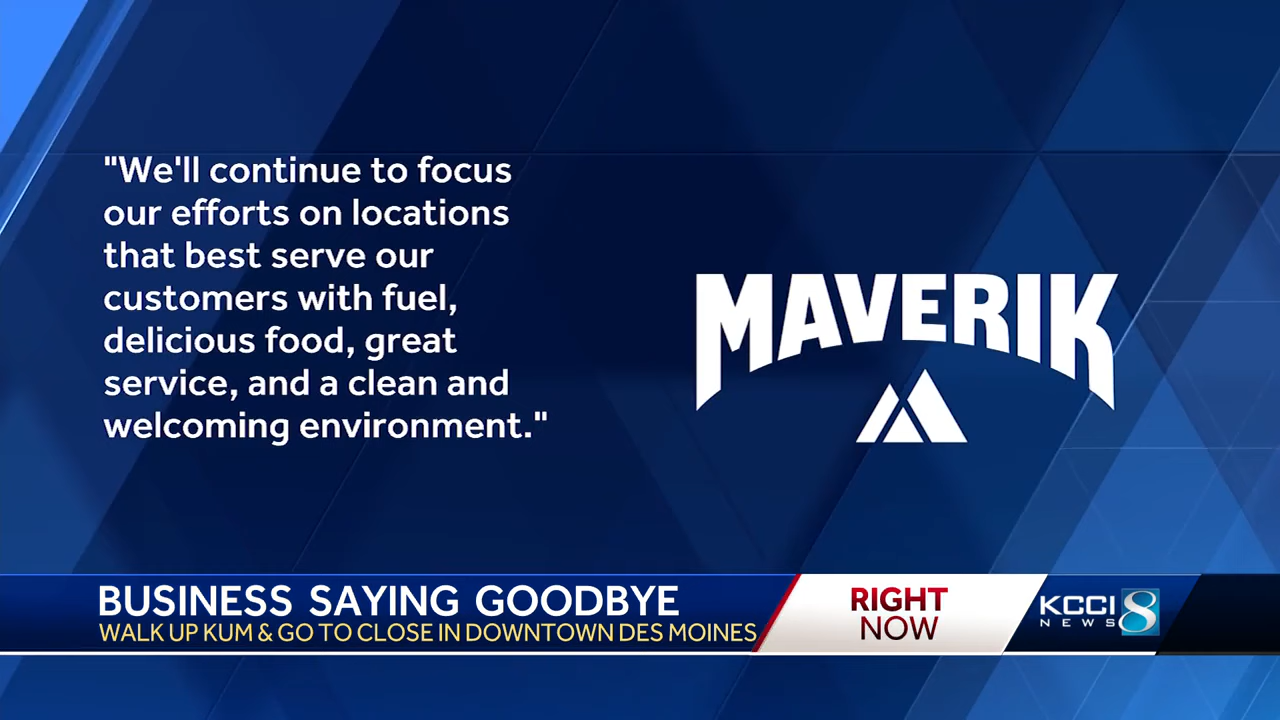 "We'll continue to focus
our efforts on locations
that best serve our
customers with fuel,
delicious food, great
service, and a clean and
welcoming environment."
MAVERIK
BUSINESS SAYING GOODBYE
WALK UP KUM & GO TO CLOSE IN DOWNTOWN DES MOINES
RIGHT
NOW
KCCI 8
NEWS